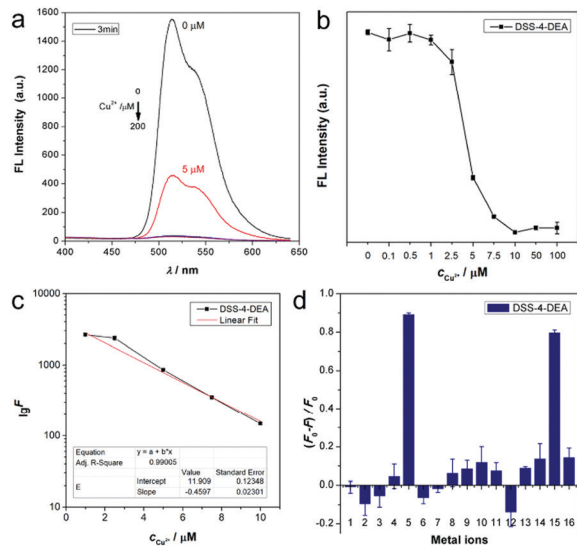 a
3min
0 µM
0
Cu²⁺ /µM
200
5 µM
FL Intensity (a.u.)
1600
1400
1200
1000
800
600
400
200
0
400 450 500 550 600 650
λ / nm
b
DSS-4-DEA
FL Intensity (a.u.)
0 0.1 0.5 1 2.5 5 7.5 10 50 100
c Cu²⁺ / µM
c
DSS-4-DEA
Linear Fit
lgF
10000
1000
100
10
Equation y = a + b*x
Adj. R-Square 0.99005
Value Standard Error
E Intercept 11.909 0.12348
Slope -0.4597 0.02301
0 2 4 6 8 10
c Cu²⁺ / µM
d
DSS-4-DEA
(F₀-F) / F₀
1.0
0.8
0.6
0.4
0.2
0.0
-0.2
1 2 3 4 5 6 7 8 9 10 11 12 13 14 15 16
Metal ions